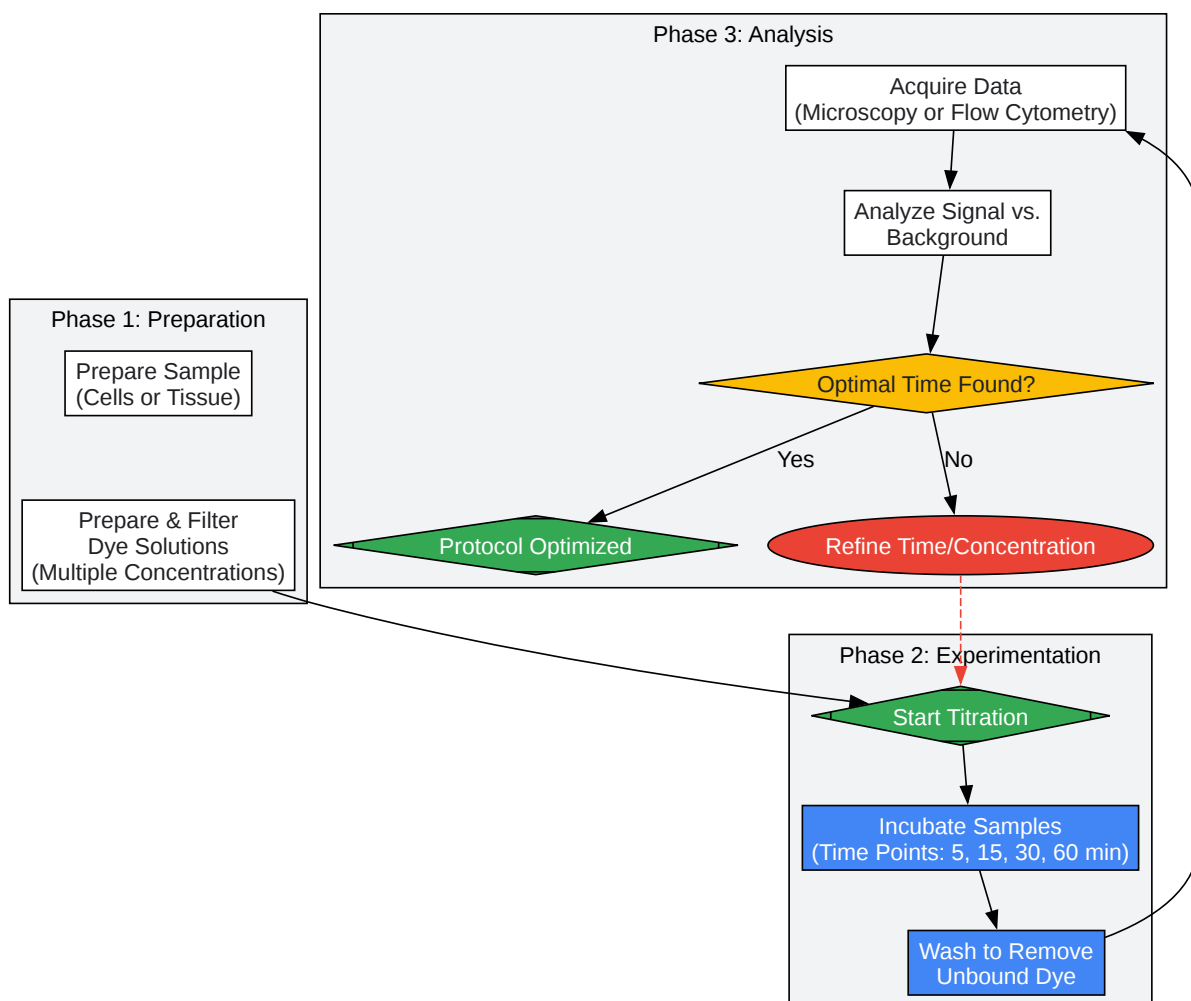 Phase 3: Analysis
Acquire Data
(Microscopy or Flow Cytometry)
Analyze Signal vs.
Background
Optimal Time Found?
Yes
No
Protocol Optimized
Refine Time/Concentration
Phase 1: Preparation
Prepare Sample
(Cells or Tissue)
Prepare & Filter
Dye Solutions
(Multiple Concentrations)
Phase 2: Experimentation
Start Titration
Incubate Samples
(Time Points: 5, 15, 30, 60 min)
Wash to Remove
Unbound Dye